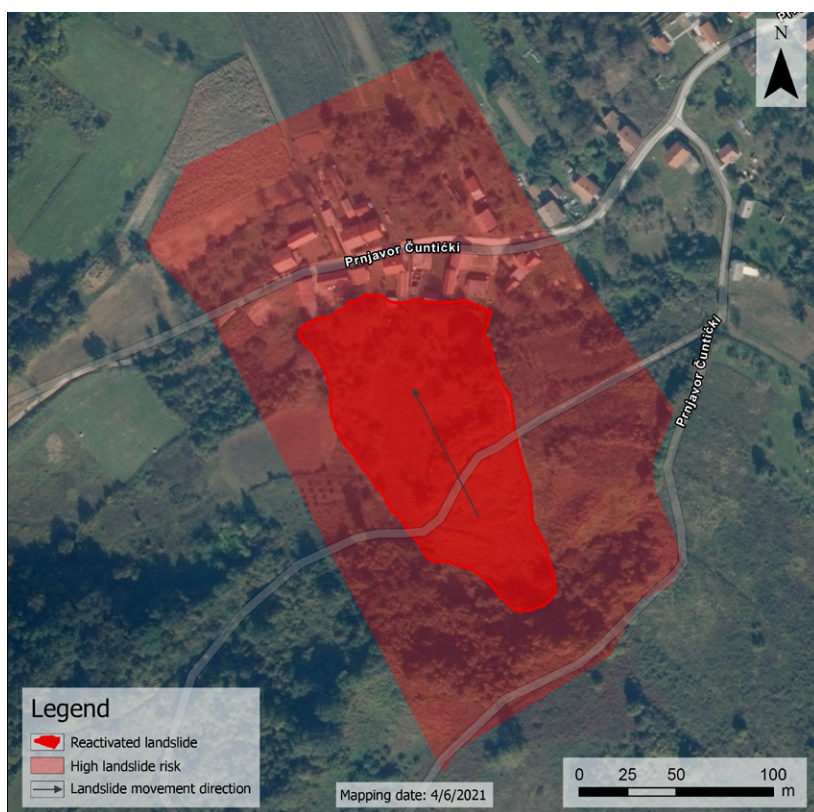 N
Prnjavor Čuntićki
Prnjavor Čuntićki
Legend
Reactivated landslide
High landslide risk
Landslide movement direction
Mapping date: 4/6/2021
0 25 50 100
m